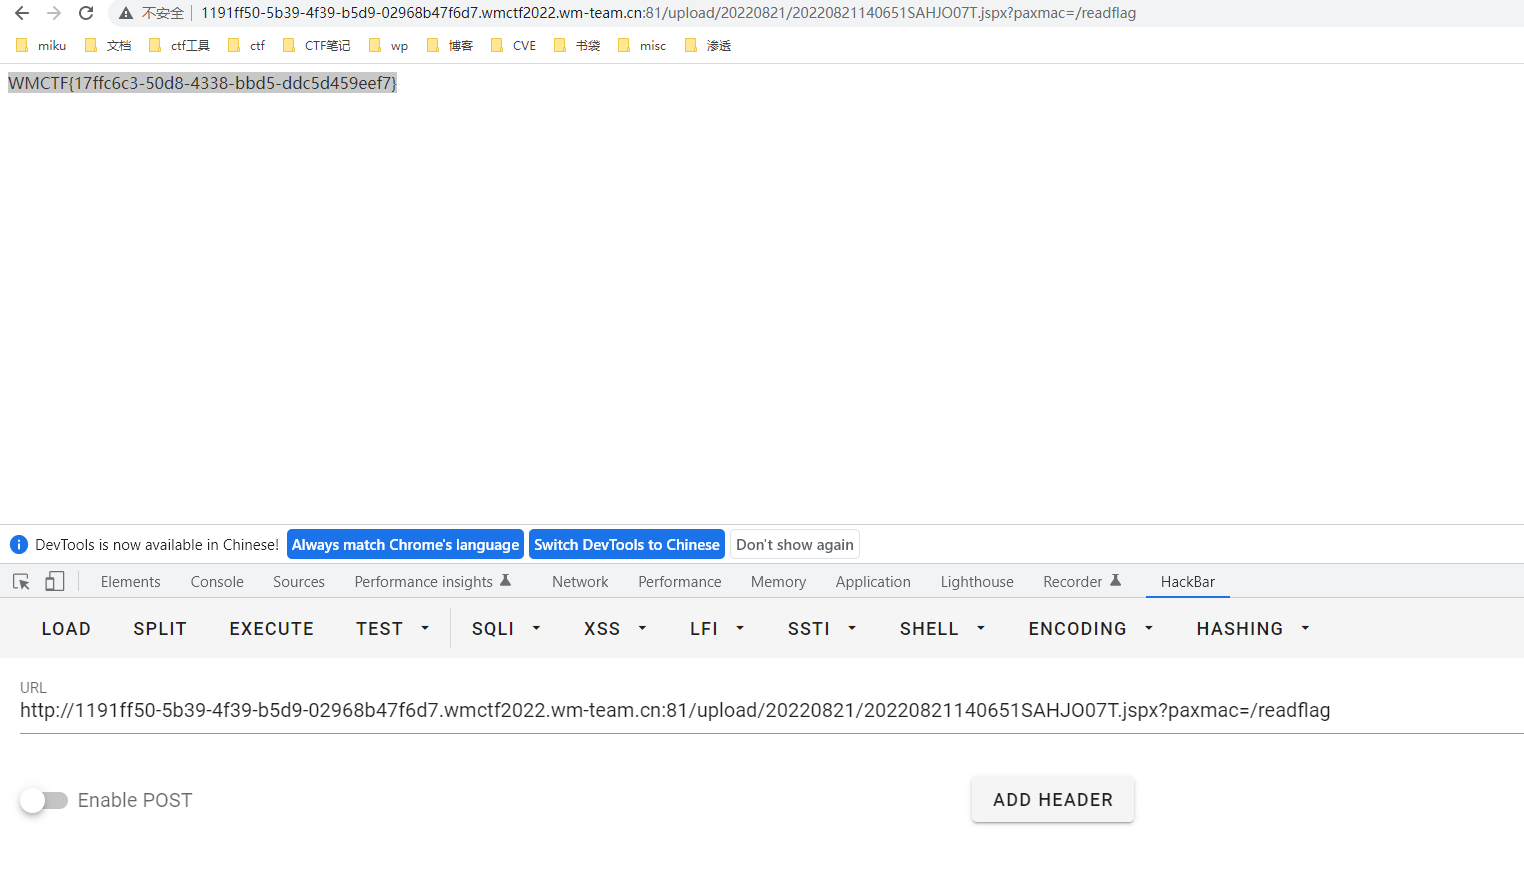 不安全 1191ff50-5b39-4f39-b5d9-02968b47f6d7.wmctf2022.wm-team.cn:81/upload/20220821/20220821140651SAHJO07T.jspx?paxmac=/readflag
miku 文档 ctf工具 ctf CTF笔记 wp 博客 CVE 书袋 misc 渗透
WMCTF{17ffc6c3-50d8-4338-bbd5-ddc5d459eef7}
DevTools is now available in Chinese! Always match Chrome's language Switch DevTools to Chinese Don't show again
Elements Console Sources Performance insights Network Performance Memory Application Lighthouse Recorder HackBar
LOAD SPLIT EXECUTE TEST SQLI XSS LFI SSTI SHELL ENCODING HASHING
URL
http://1191ff50-5b39-4f39-b5d9-02968b47f6d7.wmctf2022.wm-team.cn:81/upload/20220821/20220821140651SAHJO07T.jspx?paxmac=/readflag
Enable POST ADD HEADER